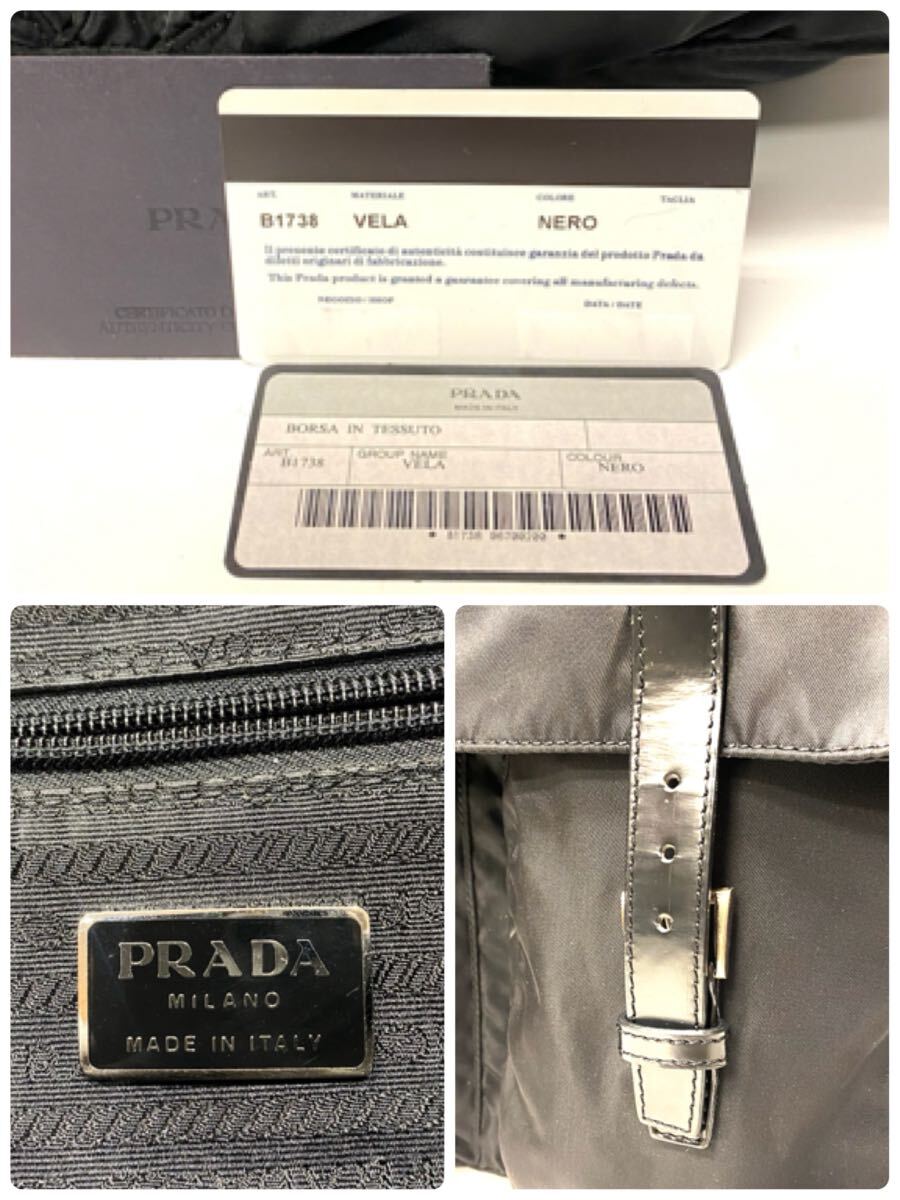 PRA
CERTIFICATO D
AUTHENTICITY C
ART. MATERIALE COLORE TAGLIA
B1738 VELA NERO
Il presente certificato di autenticità costituisce garanzia del prodotto Prada da
difetti originari di fabbricazione.
This Prada product is granted a guarantee covering all manufacturing defects.
NEGOZIO/SHOP DATA/DATE
PRADA
MADE IN ITALY
BORSA IN TESSUTO
ART. GROUP NAME COLOUR
B1738 VELA NERO
PRADA
MILANO
MADE IN ITALY